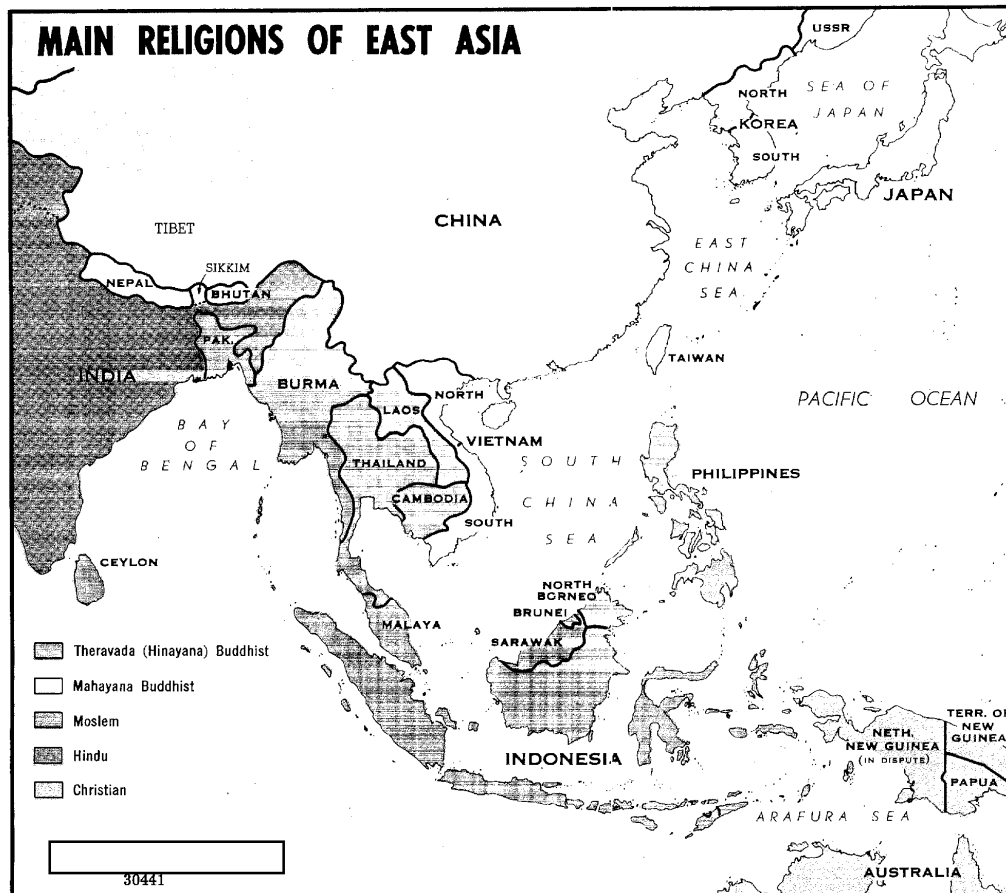 MAIN RELIGIONS OF EAST ASIA
USSR
SEA OF
JAPAN
NORTH
KOREA
SOUTH
JAPAN
CHINA
TIBET
EAST
CHINA
SEA
SIKKIM
NEPAL
BHUTAN
PAK.
INDIA
TAIWAN
BURMA
NORTH
LAOS
PACIFIC OCEAN
BAY
OF
BENGAL
VIETNAM
THAILAND
SOUTH
CHINA
SEA
PHILIPPINES
CAMBODIA
SOUTH
CEYLON
NORTH
BORNEO
BRUNEI
MALAYA
SARAWAK
Theravada (Hinayana) Buddhist
Mahayana Buddhist
Moslem
Hindu
Christian
INDONESIA
NETH.
NEW GUINEA
(IN DISPUTE)
TERR. OF
NEW
GUINEA
PAPUA
ARAFURA SEA
AUSTRALIA
30441